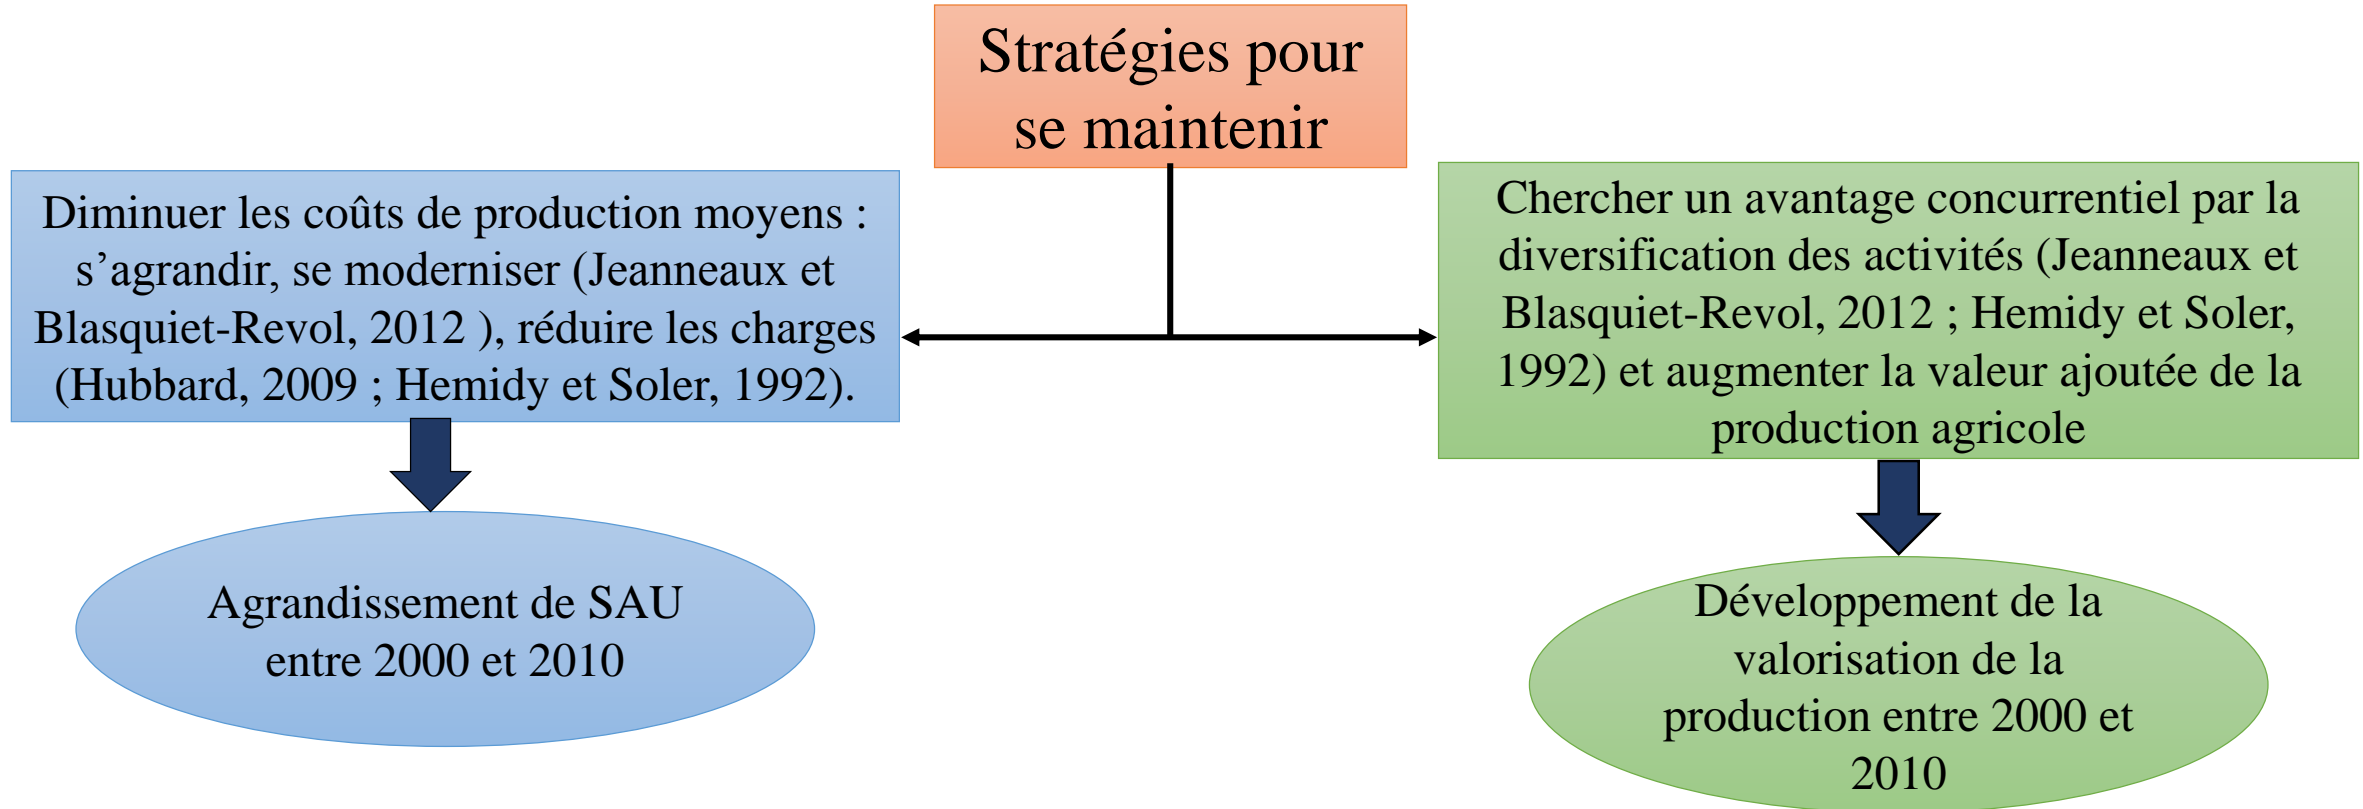 Stratégies pour
se maintenir
Diminuer les coûts de production moyens :
s’agrandir, se moderniser (Jeanneaux et
Blasquiet-Revol, 2012 ), réduire les charges
(Hubbard, 2009 ; Hemidy et Soler, 1992).
Chercher un avantage concurrentiel par la
diversification des activités (Jeanneaux et
Blasquiet-Revol, 2012 ; Hemidy et Soler,
1992) et augmenter la valeur ajoutée de la
production agricole
Agrandissement de SAU
entre 2000 et 2010
Développement de la
valorisation de la
production entre 2000 et
2010